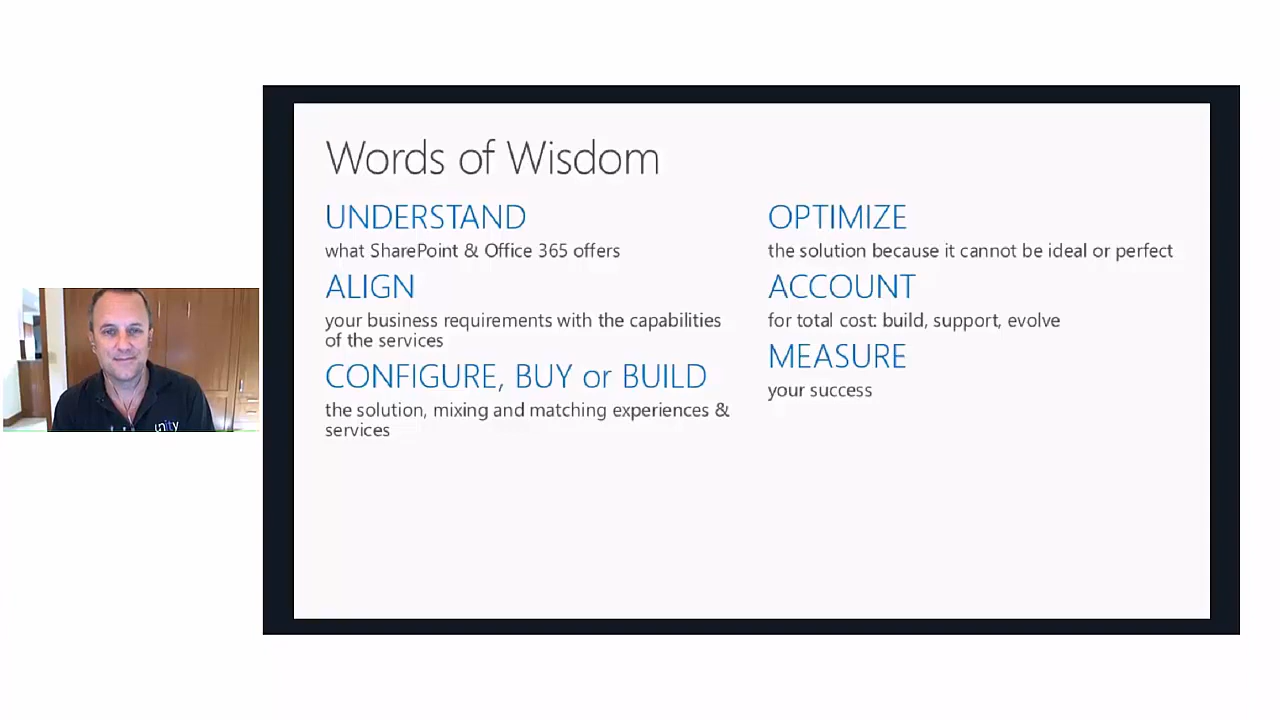 Words of Wisdom
UNDERSTAND
what SharePoint & Office 365 offers
ALIGN
your business requirements with the capabilities
of the services
CONFIGURE, BUY or BUILD
the solution, mixing and matching experiences &
services
OPTIMIZE
the solution because it cannot be ideal or perfect
ACCOUNT
for total cost: build, support, evolve
MEASURE
your success